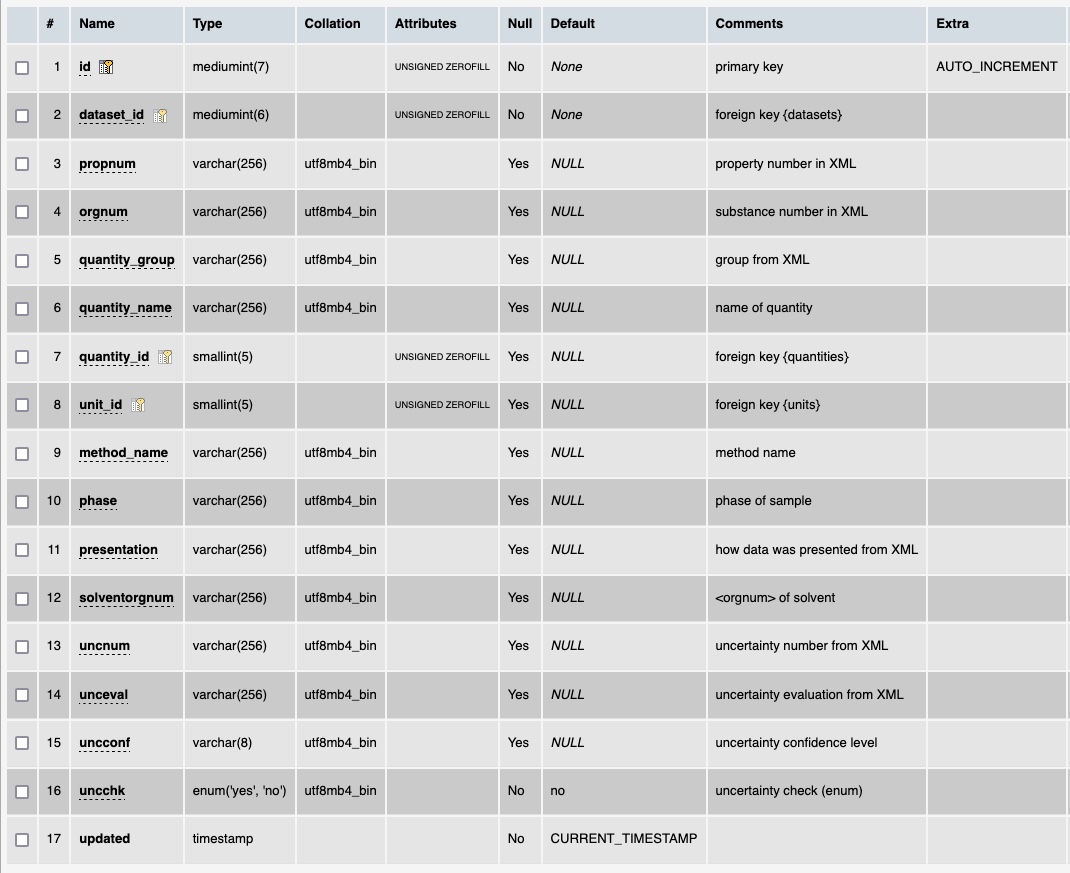 # Name Type Collation Attributes Null Default Comments Extra
1 id mediumint(7) UNSIGNED ZEROFILL No None primary key AUTO_INCREMENT
2 dataset_id mediumint(6) UNSIGNED ZEROFILL No None foreign key {datasets}
3 propnum varchar(256) utf8mb4_bin Yes NULL property number in XML
4 orgnum varchar(256) utf8mb4_bin Yes NULL substance number in XML
5 quantity_group varchar(256) utf8mb4_bin Yes NULL group from XML
6 quantity_name varchar(256) utf8mb4_bin Yes NULL name of quantity
7 quantity_id smallint(5) UNSIGNED ZEROFILL Yes NULL foreign key {quantities}
8 unit_id smallint(5) UNSIGNED ZEROFILL Yes NULL foreign key {units}
9 method_name varchar(256) utf8mb4_bin Yes NULL method name
10 phase varchar(256) utf8mb4_bin Yes NULL phase of sample
11 presentation varchar(256) utf8mb4_bin Yes NULL how data was presented from XML
12 solventorgnum varchar(256) utf8mb4_bin Yes NULL <orgnum> of solvent
13 uncnum varchar(256) utf8mb4_bin Yes NULL uncertainty number from XML
14 unceval varchar(256) utf8mb4_bin Yes NULL uncertainty evaluation from XML
15 uncconf varchar(8) utf8mb4_bin Yes NULL uncertainty confidence level
16 uncchk enum('yes', 'no') utf8mb4_bin No no uncertainty check (enum)
17 updated timestamp No CURRENT_TIMESTAMP